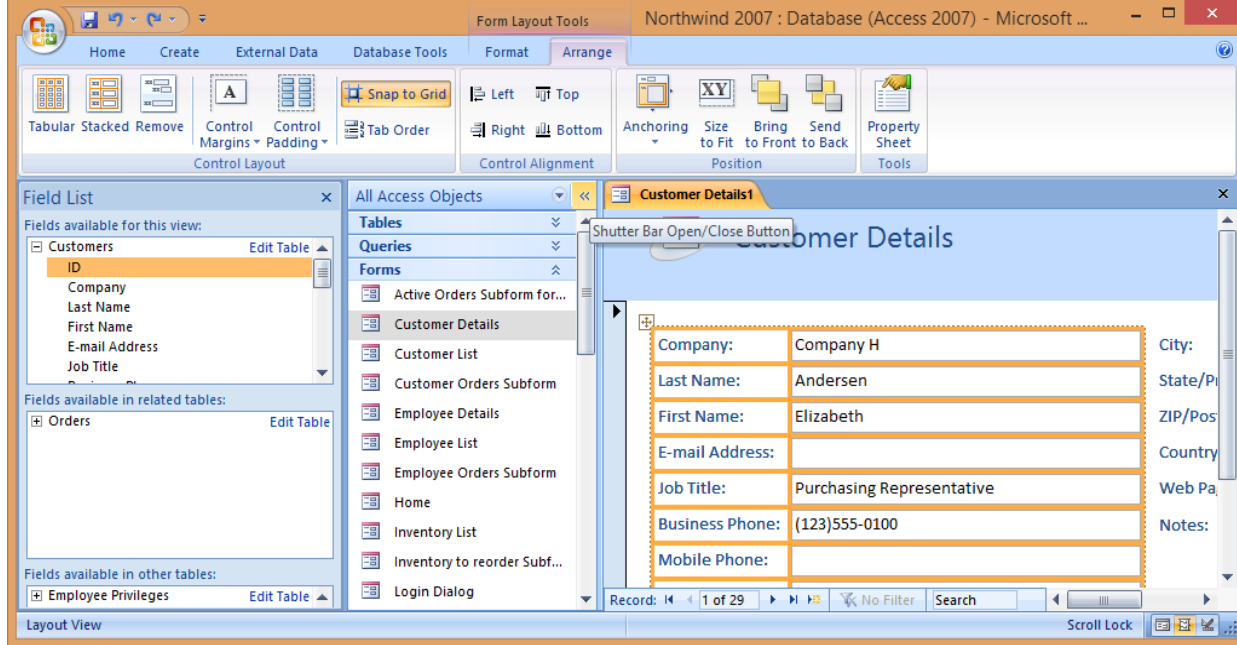 Form Layout Tools
Northwind 2007 : Database (Access 2007) - Microsoft ...
Home Create External Data Database Tools Format Arrange
A
Snap to Grid
Left
Top
XY
Tabular Stacked Remove
Control Margins
Control Padding
Tab Order
Right
Bottom
Anchoring
Size to Fit
Bring to Front
Send to Back
Property Sheet
Control Layout
Control Alignment
Position
Tools
Field List
Fields available for this view:
Customers Edit Table
ID
Company
Last Name
First Name
E-mail Address
Job Title
Fields available in related tables:
Orders Edit Table
Fields available in other tables:
Employee Privileges Edit Table
All Access Objects
Tables
Queries
Forms
Active Orders Subform for...
Customer Details
Customer List
Customer Orders Subform
Employee Details
Employee List
Employee Orders Subform
Home
Inventory List
Inventory to reorder Subf...
Login Dialog
Customer Details1
Shutter Bar Open/Close Button
Customer Details
Company: Company H City:
Last Name: Andersen State/P
First Name: Elizabeth ZIP/Pos
E-mail Address: Country
Job Title: Purchasing Representative Web Pa
Business Phone: (123)555-0100 Notes:
Mobile Phone:
Record: 1 of 29 No Filter Search
Layout View
Scroll Lock